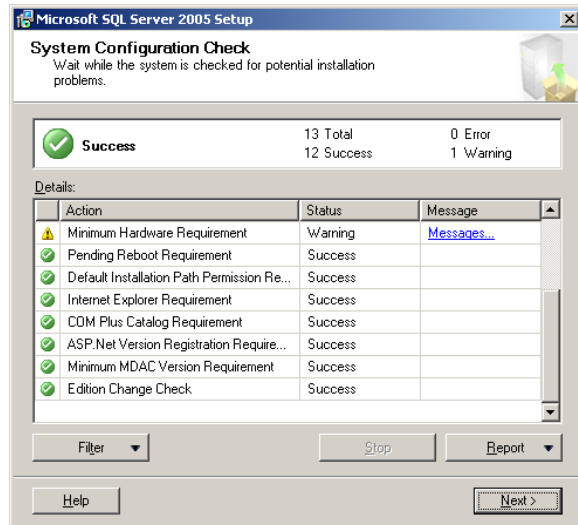 Microsoft SQL Server 2005 Setup
System Configuration Check
Wait while the system is checked for potential installation
problems.
Success
13 Total
0 Error
12 Success
1 Warning
Details:
Action Status Message
Minimum Hardware Requirement Warning Messages...
Pending Reboot Requirement Success
Default Installation Path Permission Re... Success
Internet Explorer Requirement Success
COM Plus Catalog Requirement Success
ASP.Net Version Registration Require... Success
Minimum MDAC Version Requirement Success
Edition Change Check Success
Filter
Stop
Report
Help
Next >